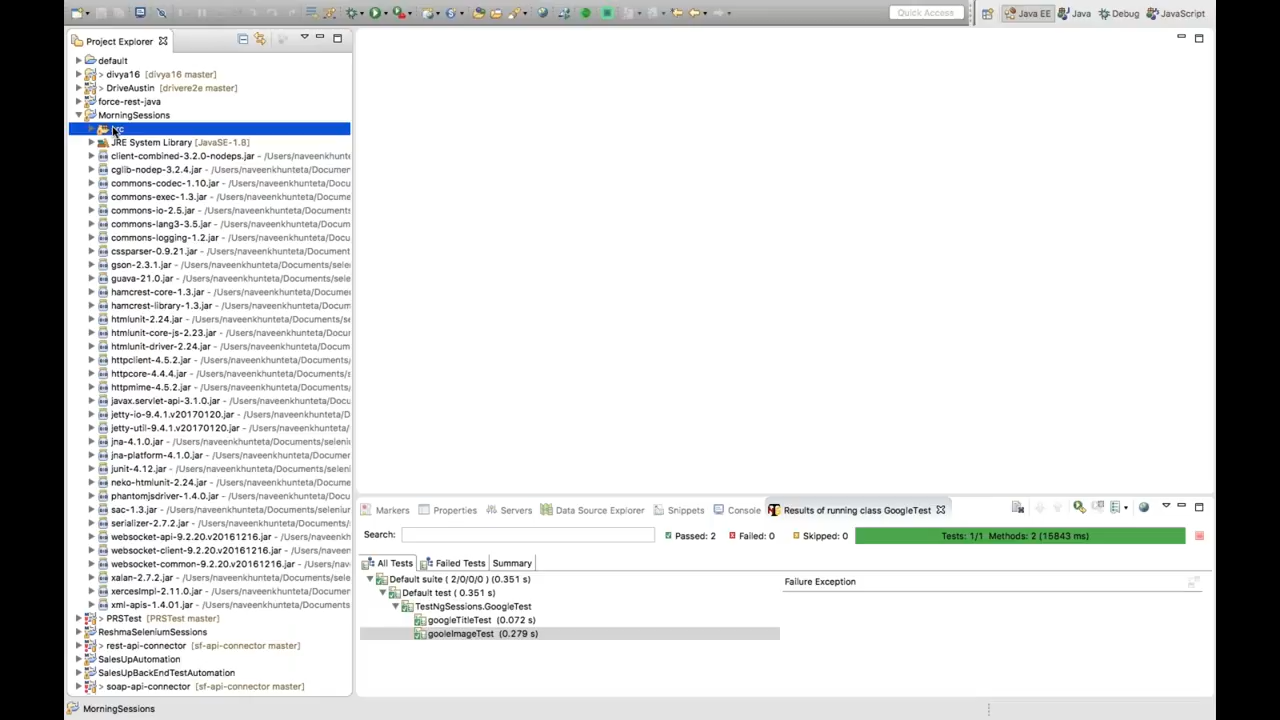 Quick Access
Java EE
Java
Debug
JavaScript
Project Explorer
default
> divya16 [divya16 master]
> DriveAustin [drivere2e master]
force-rest-java
MorningSessions
src
JRE System Library [JavaSE-1.8]
client-combined-3.2.0-nodeps.jar - /Users/naveenkhunte
cglib-nodep-3.2.4.jar - /Users/naveenkhunteta/Documer
commons-codec-1.10.jar - /Users/naveenkhunteta/Docu
commons-exec-1.3.jar - /Users/naveenkhunteta/Docum
commons-io-2.5.jar - /Users/naveenkhunteta/Documen
commons-lang3-3.5.jar - /Users/naveenkhunteta/Docun
commons-logging-1.2.jar - /Users/naveenkhunteta/Docu
cssparser-0.9.21.jar - /Users/naveenkhunteta/Document
gson-2.3.1.jar - /Users/naveenkhunteta/Documents/sele
guava-21.0.jar - /Users/naveenkhunteta/Documents/sele
hamcrest-core-1.3.jar - /Users/naveenkhunteta/Docum
hamcrest-library-1.3.jar - /Users/naveenkhunteta/Docun
htmlunit-2.24.jar - /Users/naveenkhunteta/Documents/s
htmlunit-core-js-2.23.jar - /Users/naveenkhunteta/Docu
htmlunit-driver-2.24.jar - /Users/naveenkhunteta/Docum
httpclient-4.5.2.jar - /Users/naveenkhunteta/Documents/
httpcore-4.4.4.jar - /Users/naveenkhunteta/Documents/s
httpmime-4.5.2.jar - /Users/naveenkhunteta/Documents/
javax.servlet-api-3.1.0.jar - /Users/naveenkhunteta/Docu
jetty-io-9.4.1.v20170120.jar - /Users/naveenkhunteta/D
jetty-util-9.4.1.v20170120.jar - /Users/naveenkhunteta/D
jna-4.1.0.jar - /Users/naveenkhunteta/Documents/seleni
jna-platform-4.1.0.jar - /Users/naveenkhunteta/Docume
junit-4.12.jar - /Users/naveenkhunteta/Documents/seleni
neko-htmlunit-2.24.jar - /Users/naveenkhunteta/Docum
phantomjsdriver-1.4.0.jar - /Users/naveenkhunteta/Docu
sac-1.3.jar - /Users/naveenkhunteta/Documents/selenium
serializer-2.7.2.jar - /Users/naveenkhunteta/Documents/
websocket-api-9.2.20.v20161216.jar - /Users/naveenkhu
websocket-client-9.2.20.v20161216.jar - /Users/naveenk
websocket-common-9.2.20.v20161216.jar - /Users/navee
xalan-2.7.2.jar - /Users/naveenkhunteta/Documents/sele
xercesImpl-2.11.0.jar - /Users/naveenkhunteta/Docume
xml-apis-1.4.01.jar - /Users/naveenkhunteta/Documents
> PRSTest [PRSTest master]
ReshmaSeleniumSessions
> rest-api-connector [sf-api-connector master]
SalesUpAutomation
SalesUpBackEndTestAutomation
> soap-api-connector [sf-api-connector master]
Markers
Properties
Servers
Data Source Explorer
Snippets
Console
Results of running class GoogleTest
Search:
Passed: 2
Failed: 0
Skipped: 0
Tests: 1/1 Methods: 2 (15843 ms)
All Tests
Failed Tests
Summary
Default suite ( 2/0/0/0 ) (0.351 s)
Default test ( 0.351 s)
TestNgSessions.GoogleTest
googleTitleTest (0.072 s)
gooleImageTest (0.279 s)
Failure Exception
MorningSessions